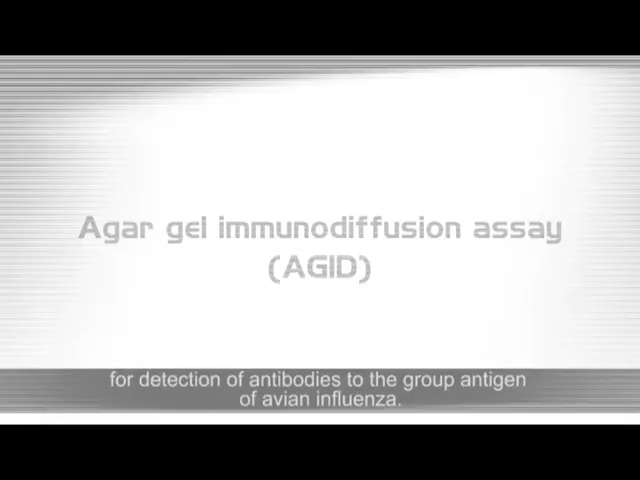 Agar gel immunodiffusion assay
(AGID)
for detection of antibodies to the group antigen
of avian influenza.